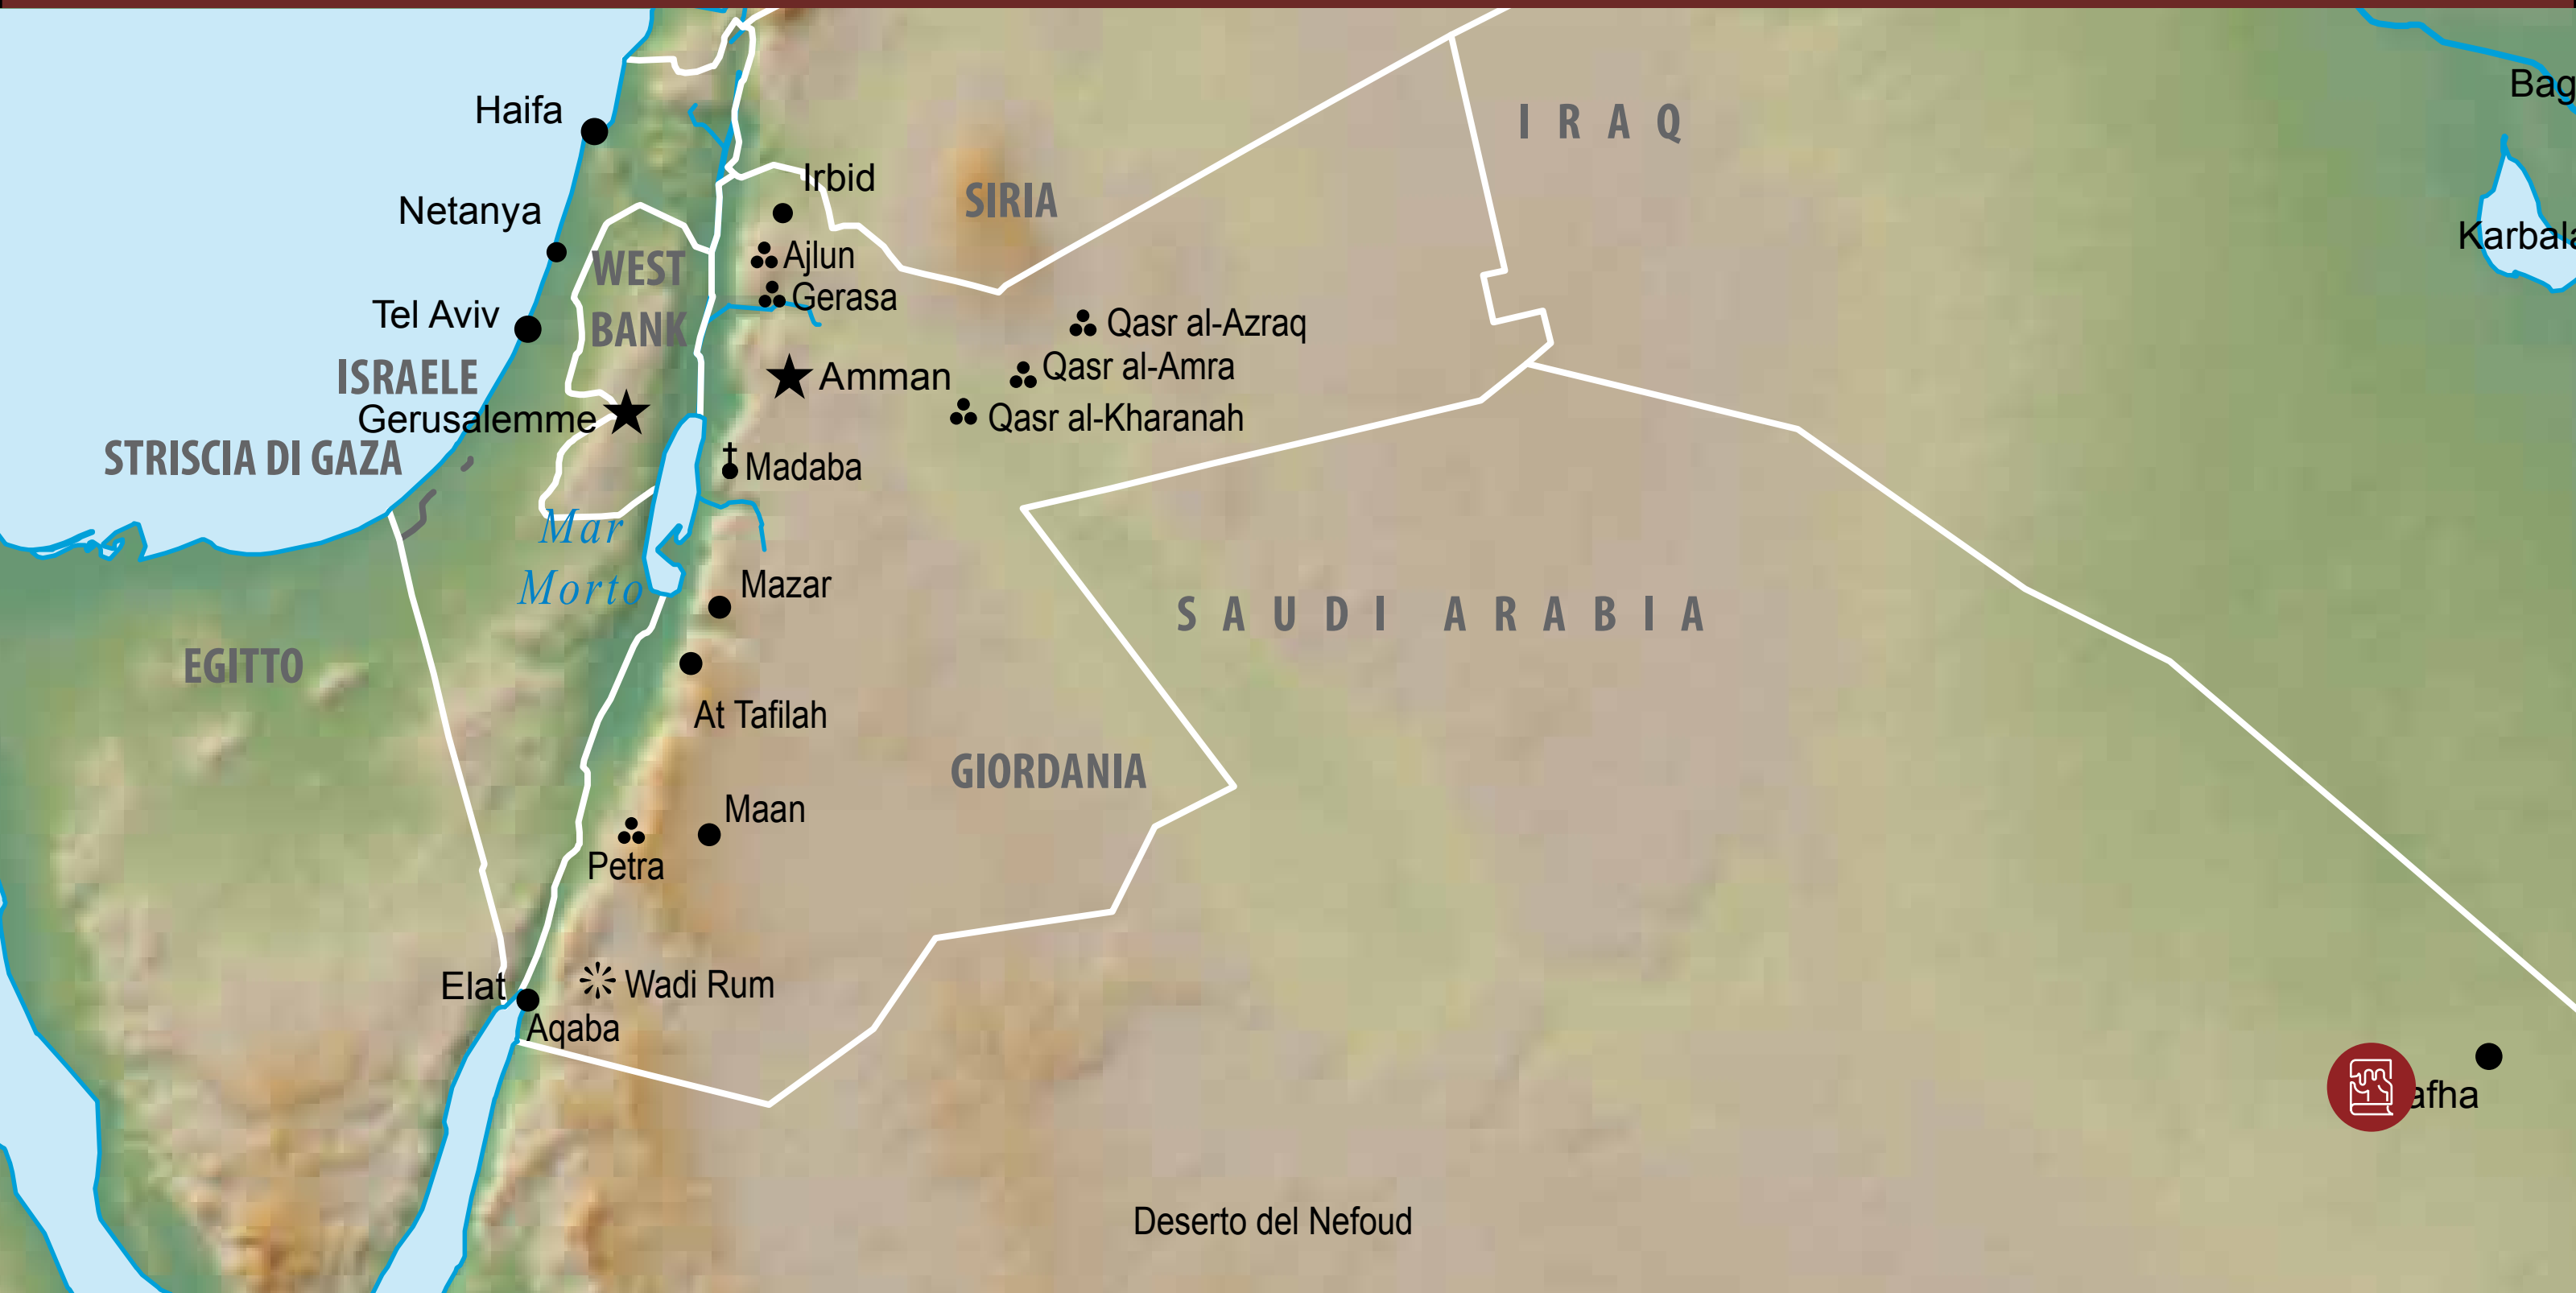 Bag
Haifa
I R A Q
Irbid
SIRIA
Netanya
Karbala
WEST
BANK
Ajlun
Gerasa
Tel Aviv
Qasr al-Azraq
Qasr al-Amra
ISRAELE
Amman
Gerusalemme
Qasr al-Kharanah
STRISCIA DI GAZA
Madaba
Mar
Morto
Mazar
SAUDI ARABIA
EGITTO
At Tafilah
GIORDANIA
Maan
Petra
Elat
Wadi Rum
Aqaba
afha
Deserto del Nefoud